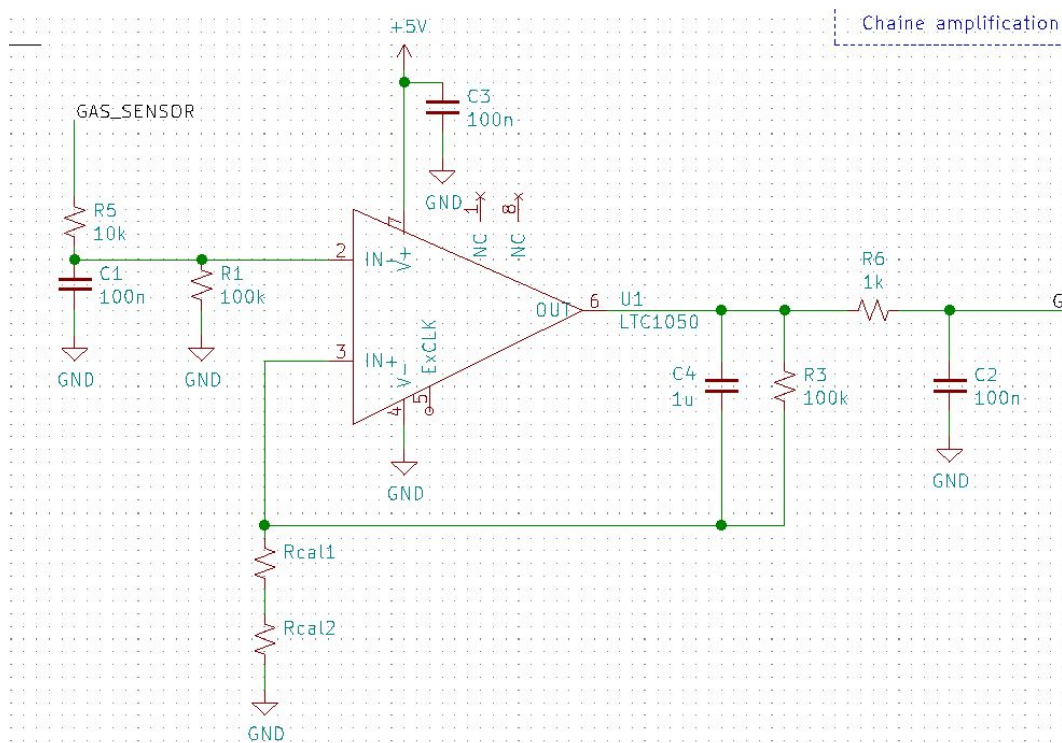 Chaine amplification
+5V
C3
100n
GND
GAS_SENSOR
R5
10k
C1
100n
GND
R1
100k
GND
1
NC
8
NC
7
V+
2
IN-
3
IN+
ExCLK
V-
4
5
GND
OUT
6
U1
LTC1050
C4
1u
R3
100k
R6
1k
G
C2
100n
GND
Rcal1
Rcal2
GND